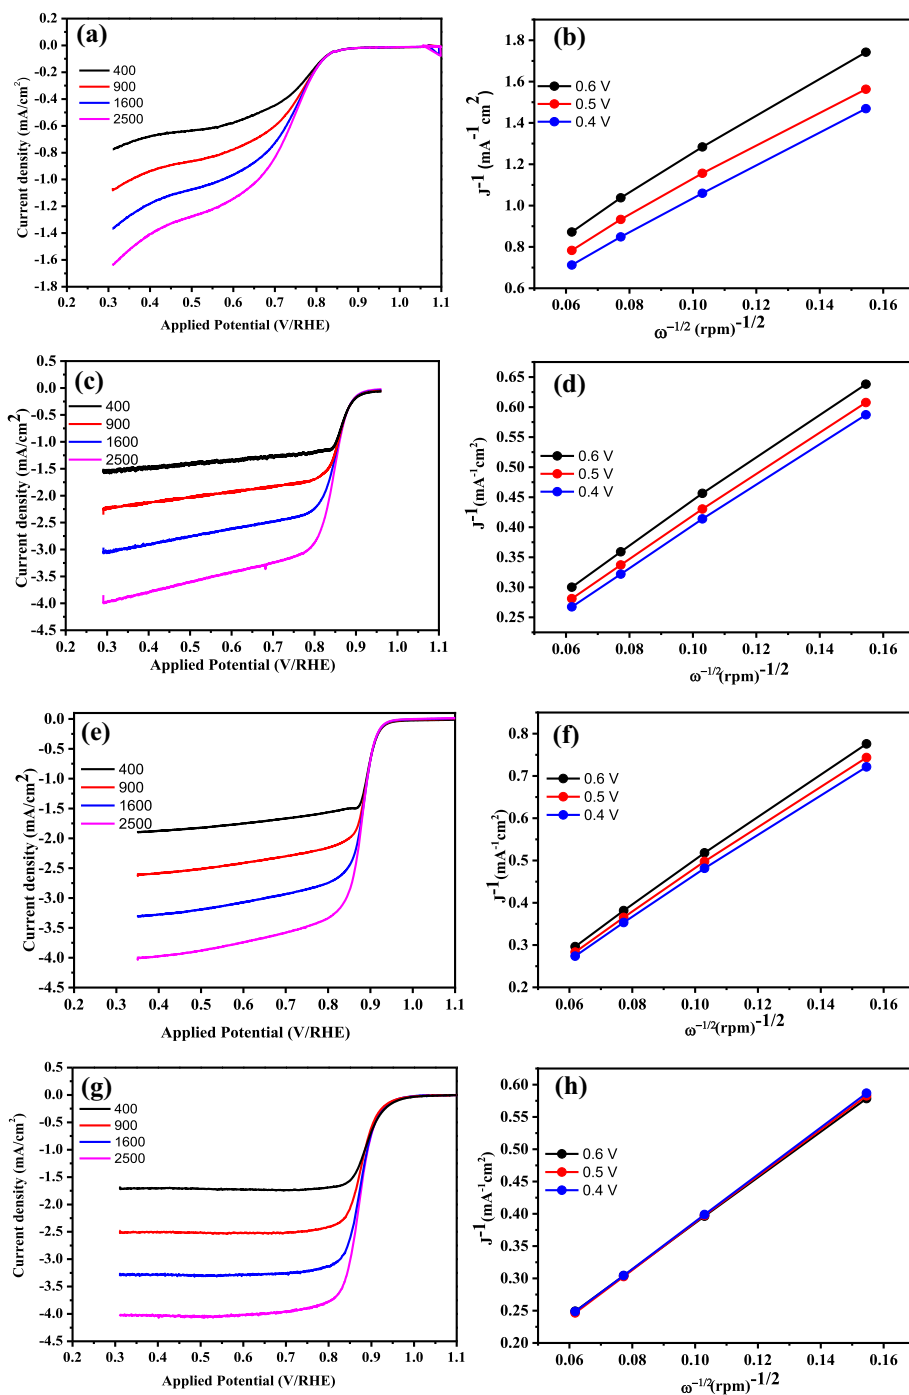 (a)
400
900
1600
2500
0.0
-0.2
-0.4
-0.6
-0.8
-1.0
-1.2
-1.4
-1.6
-1.8
0.2 0.3 0.4 0.5 0.6 0.7 0.8 0.9 1.0 1.1
Current density (mA/cm²)
Applied Potential (V/RHE)
(b)
0.6 V
0.5 V
0.4 V
1.8
1.6
1.4
1.2
1.0
0.8
0.6
0.06 0.08 0.10 0.12 0.14 0.16
J⁻¹ (mA⁻¹ cm²)
ω⁻¹/² (rpm)⁻¹/²
(c)
400
900
1600
2500
0.5
0.0
-0.5
-1.0
-1.5
-2.0
-2.5
-3.0
-3.5
-4.0
-4.5
0.2 0.3 0.4 0.5 0.6 0.7 0.8 0.9 1.0 1.1
Current density (mA/cm²)
Applied Potential (V/RHE)
(d)
0.6 V
0.5 V
0.4 V
0.65
0.60
0.55
0.50
0.45
0.40
0.35
0.30
0.25
0.06 0.08 0.10 0.12 0.14 0.16
J⁻¹(mA⁻¹cm²)
ω⁻¹/²(rpm)⁻¹/²
(e)
400
900
1600
2500
0.0
-0.5
-1.0
-1.5
-2.0
-2.5
-3.0
-3.5
-4.0
-4.5
0.2 0.3 0.4 0.5 0.6 0.7 0.8 0.9 1.0 1.1
Current density (mA/cm²)
Applied Potential (V/RHE)
(f)
0.6 V
0.5 V
0.4 V
0.8
0.7
0.6
0.5
0.4
0.3
0.2
0.06 0.08 0.10 0.12 0.14 0.16
J⁻¹(mA⁻¹cm²)
ω⁻¹/²(rpm)⁻¹/²
(g)
400
900
1600
2500
0.5
0.0
-0.5
-1.0
-1.5
-2.0
-2.5
-3.0
-3.5
-4.0
-4.5
0.2 0.3 0.4 0.5 0.6 0.7 0.8 0.9 1.0 1.1
Current density (mA/cm²)
Applied Potential (V/RHE)
(h)
0.6 V
0.5 V
0.4 V
0.60
0.55
0.50
0.45
0.40
0.35
0.30
0.25
0.20
0.06 0.08 0.10 0.12 0.14 0.16
J⁻¹(mA⁻¹cm²)
ω⁻¹/²(rpm)⁻¹/²